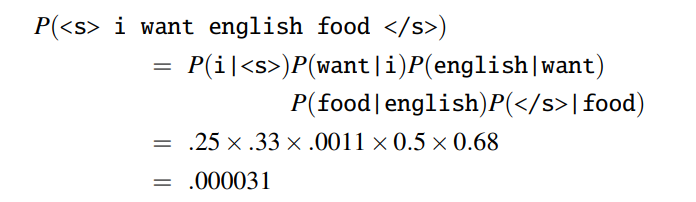 P(<s> i want english food </s>)
= P(i|<s>)P(want|i)P(english|want)
P(food|english)P(</s>|food)
= .25 × .33 × .0011 × 0.5 × 0.68
= .000031